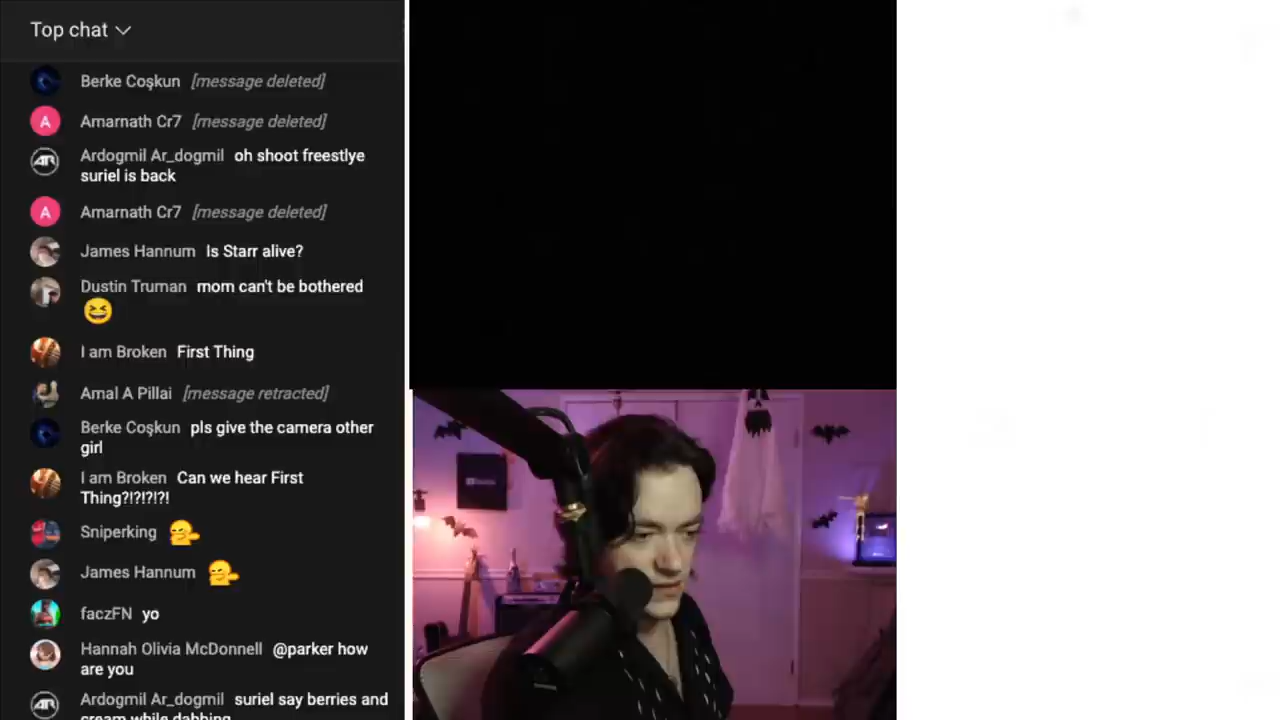 Top chat
Berke Coşkun [message deleted]
A Amarnath Cr7 [message deleted]
Ardogmil Ar_dogmil oh shoot freestlye
suriel is back
A Amarnath Cr7 [message deleted]
James Hannum Is Starr alive?
Dustin Truman mom can't be bothered
I am Broken First Thing
Amal A Pillai [message retracted]
Berke Coşkun pls give the camera other
girl
I am Broken Can we hear First
Thing?!?!?!?!
Sniperking
James Hannum
faczFN yo
Hannah Olivia McDonnell @parker how
are you
Ardogmil Ar_dogmil suriel say berries and
cream while dabbing